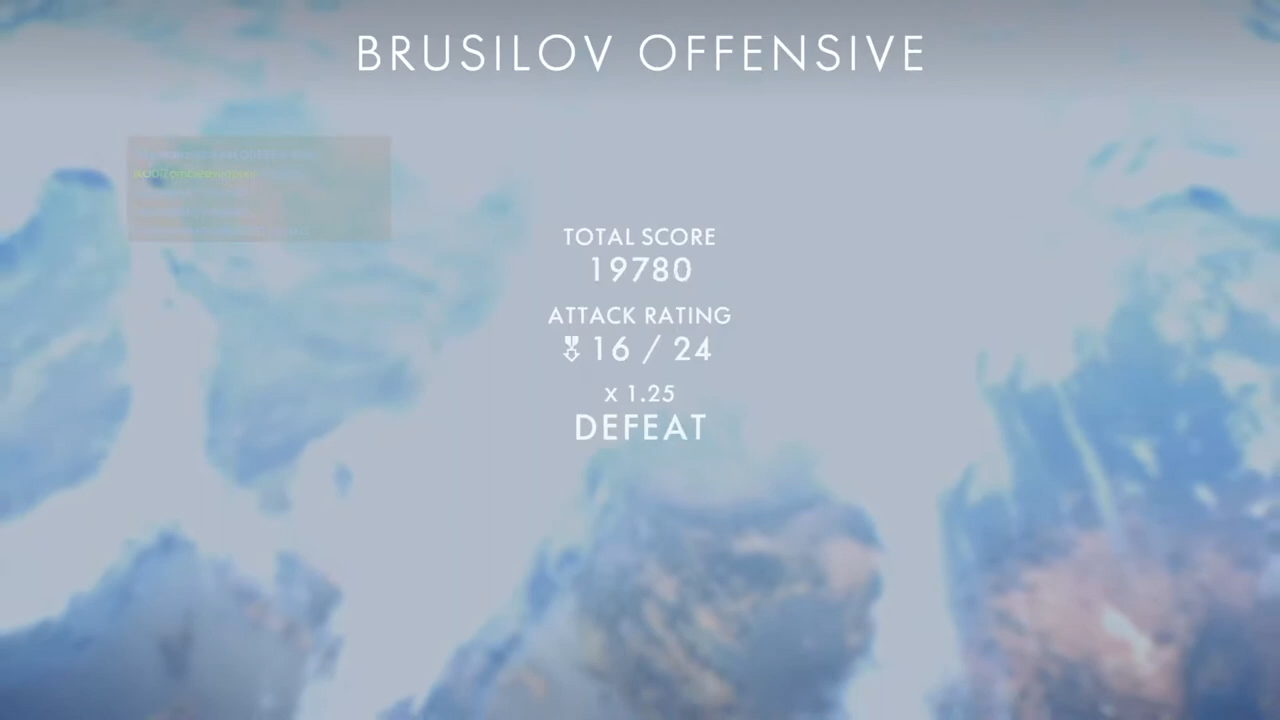 BRUSILOV OFFENSIVE
TOTAL SCORE
19780
ATTACK RATING
16 / 24
x 1.25
DEFEAT